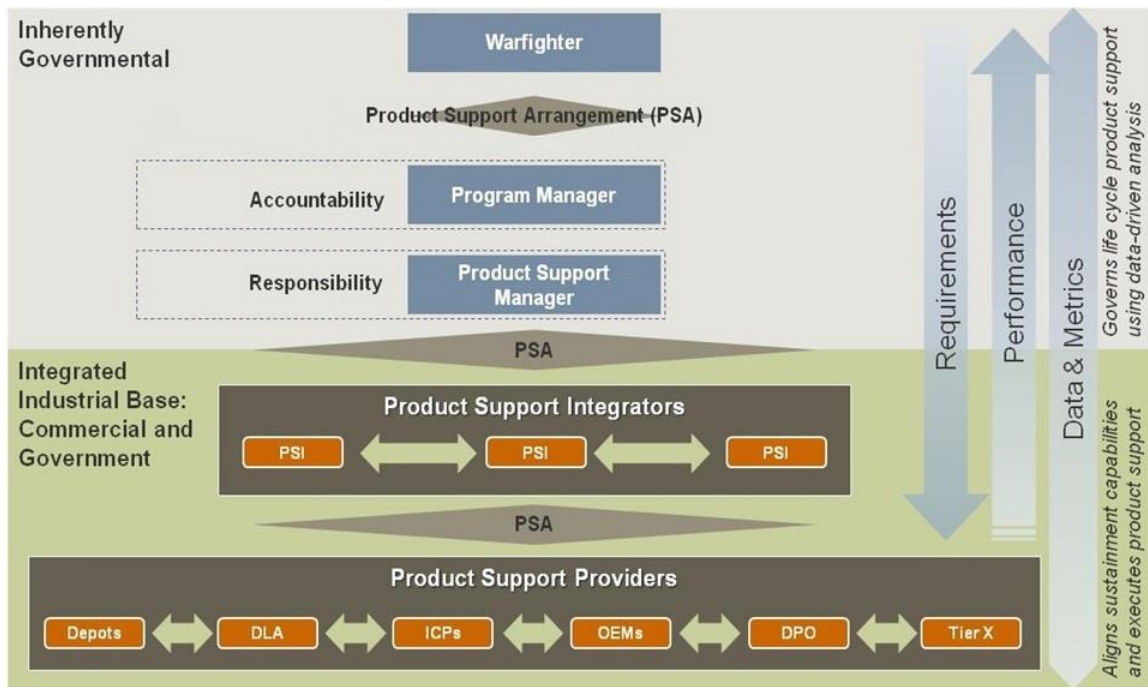 Inherently
Governmental
Warfighter
Product Support Arrangement (PSA)
Accountability
Program Manager
Responsibility
Product Support
Manager
PSA
Integrated
Industrial Base:
Commercial and
Government
Product Support Integrators
PSI
PSI
PSI
PSA
Product Support Providers
Depots
DLA
ICPs
OEMs
DPO
Tier X
Requirements
Performance
Data & Metrics
Governs life cycle product support
using data-driven analysis
Aligns sustainment capabilities
and executes product support